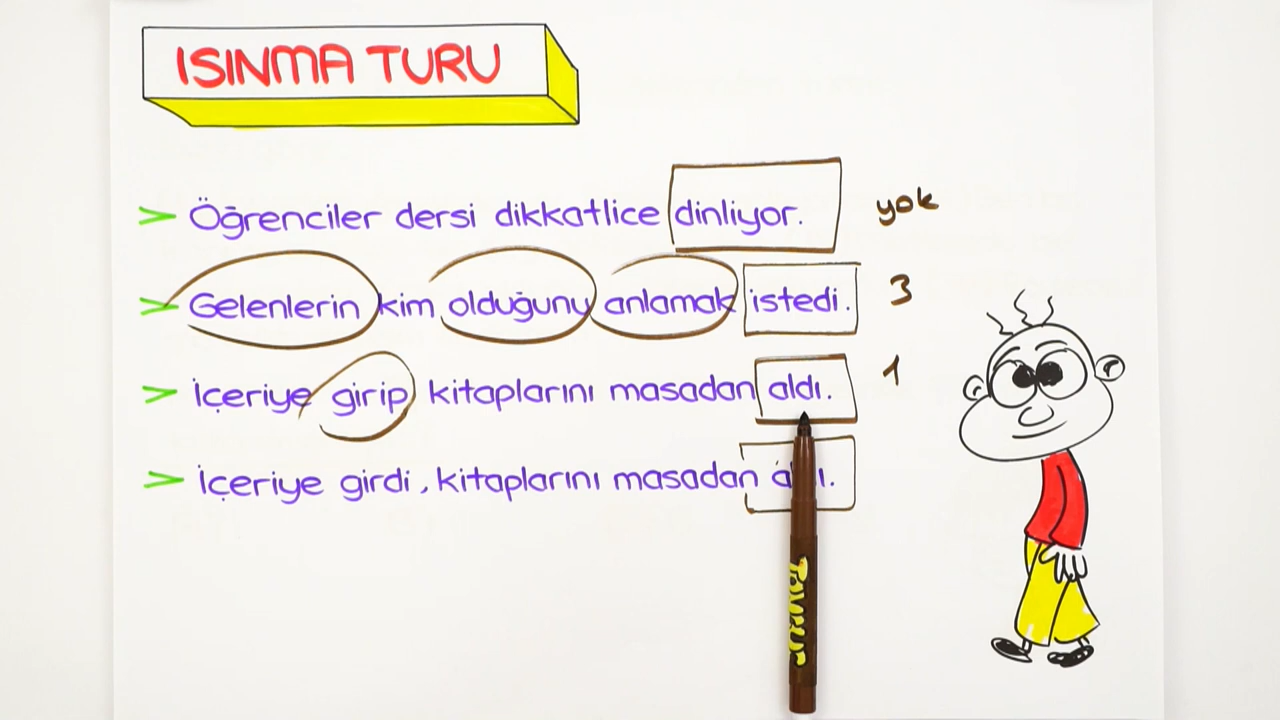 ISINMA TURU
> Öğrenciler dersi dikkatlice dinliyor. yok
> Gelenlerin kim olduğunu anlamak istedi. 3
> İçeriye girip kitaplarını masadan aldı. 1
> İçeriye girdi, kitaplarını masadan